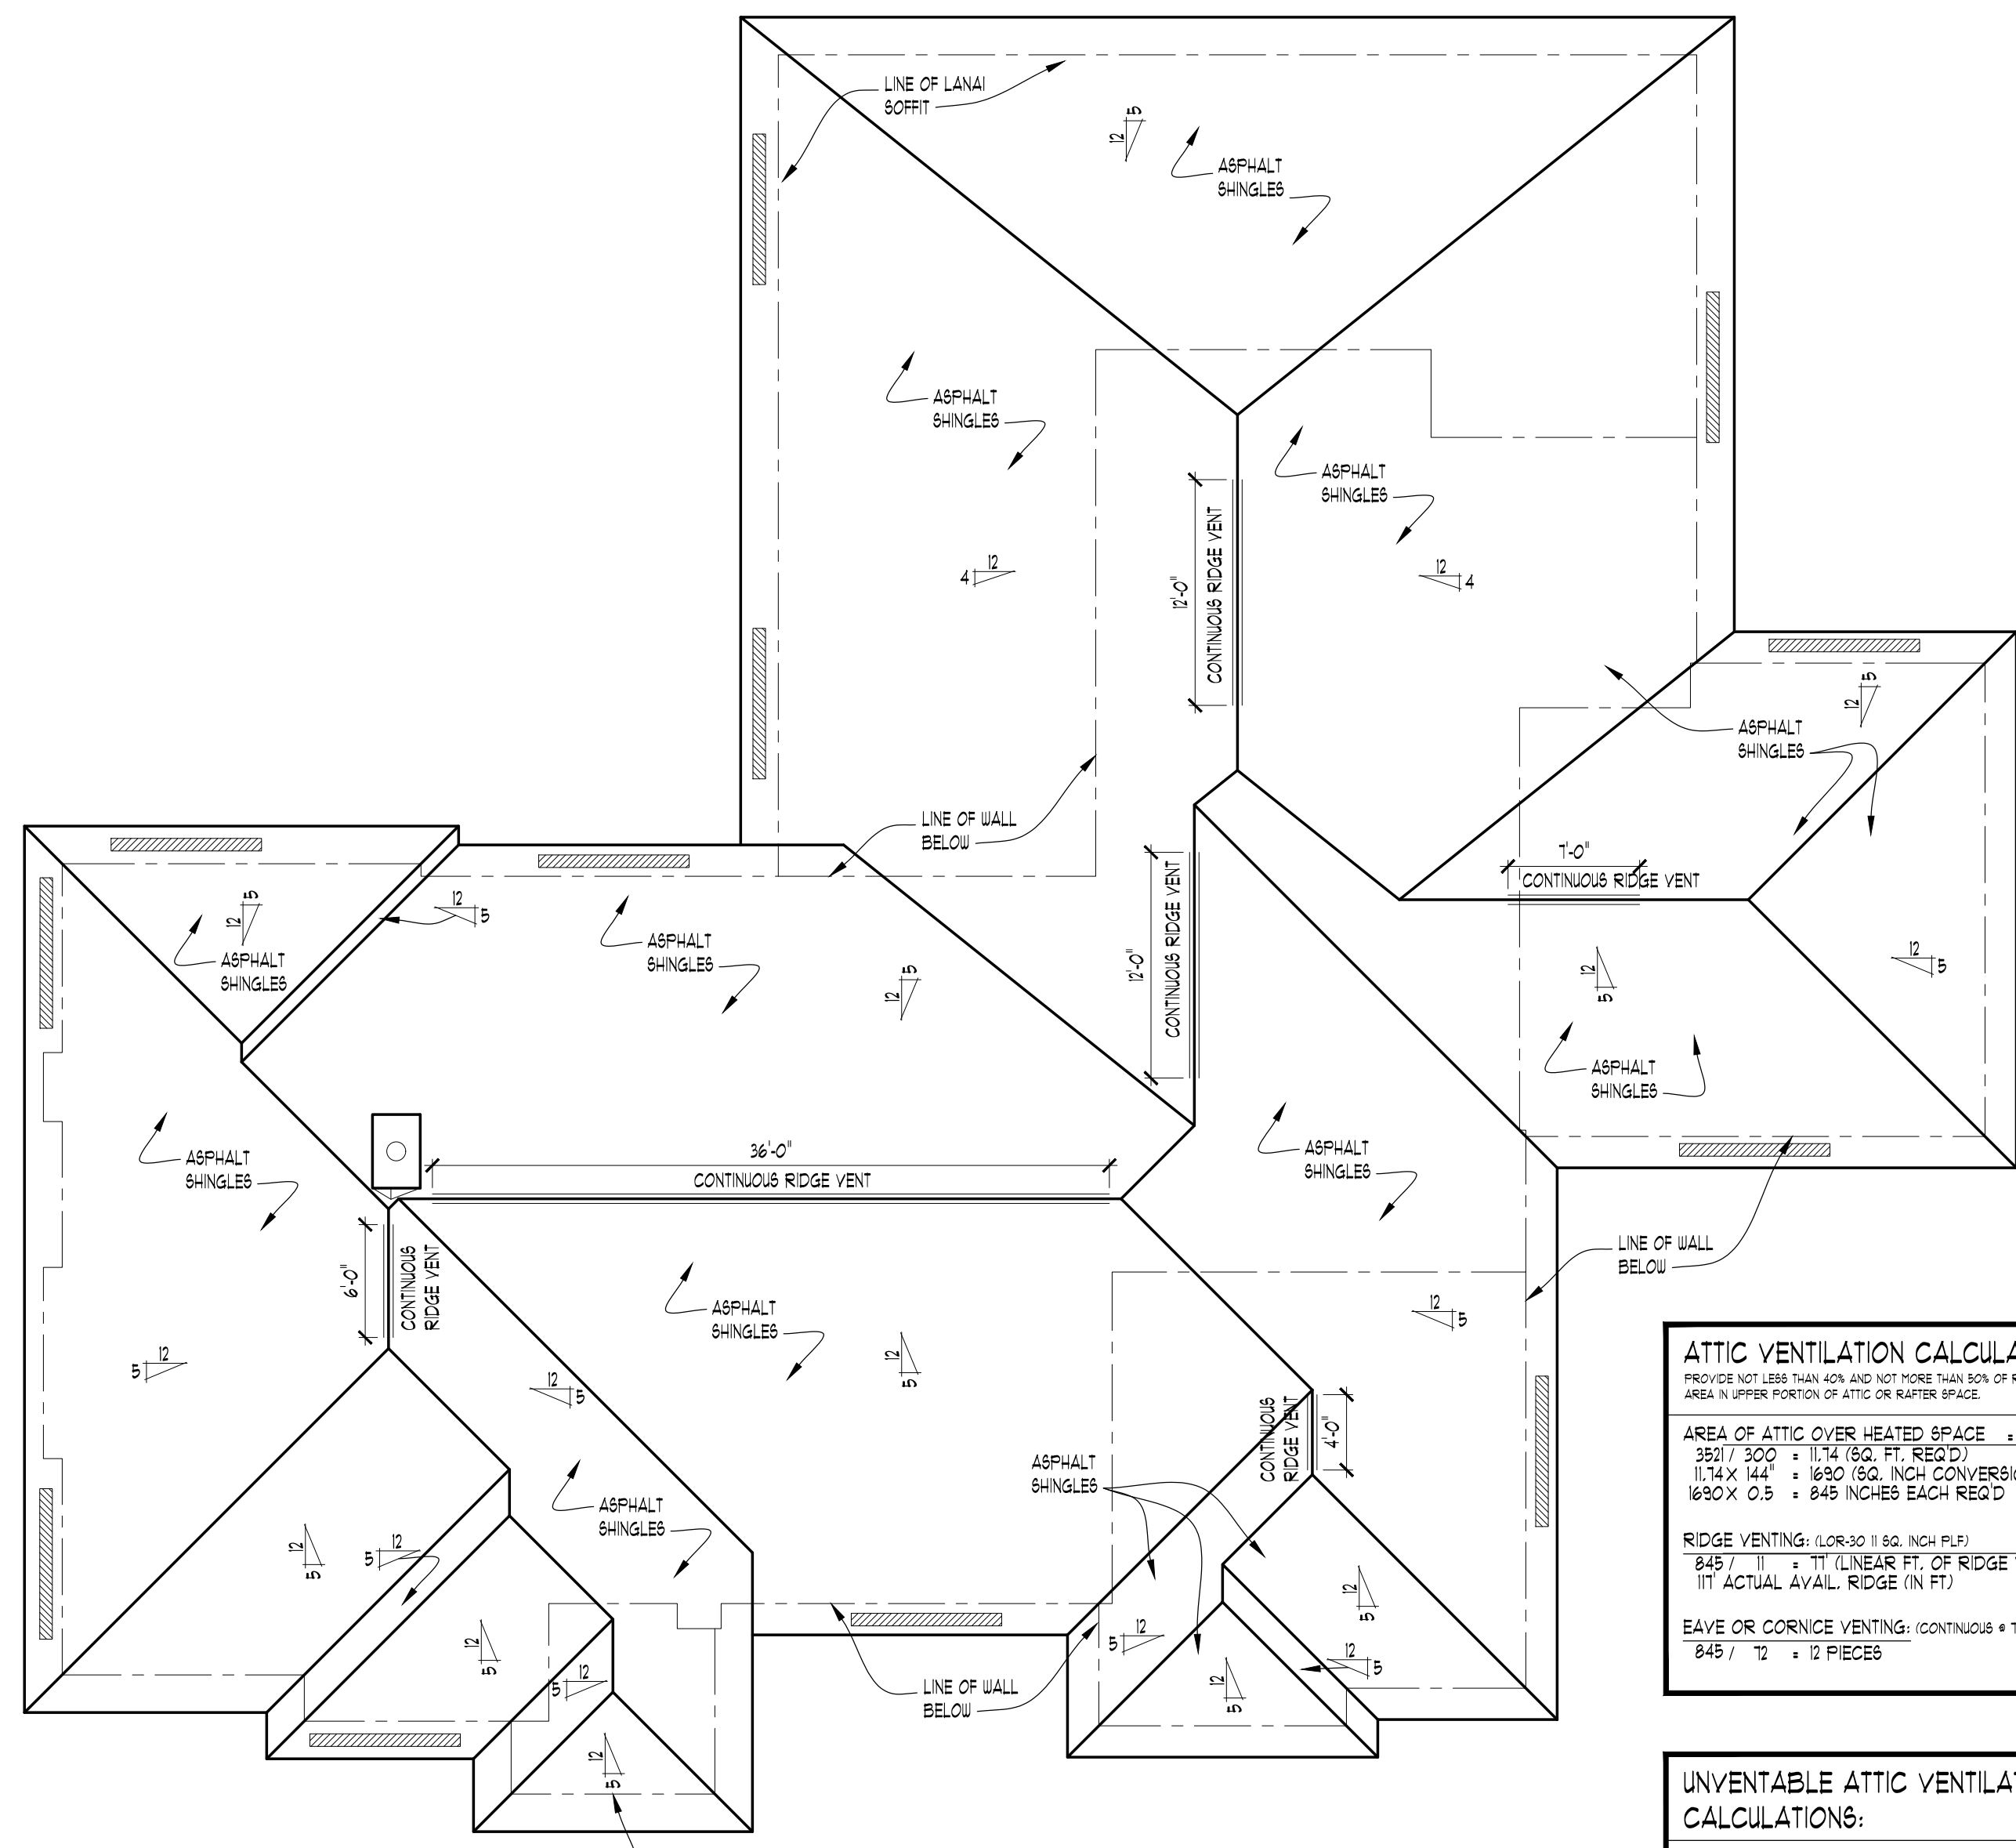 LINE OF LANAI
SOFFIT
5
12
ASPHALT
SHINGLES
ASPHALT
SHINGLES
ASPHALT
SHINGLES
12'-0"
CONTINUOUS RIDGE VENT
12
4
12
4
5
12
ASPHALT
SHINGLES
LINE OF WALL
BELOW
7'-0"
CONTINUOUS RIDGE VENT
12'-0"
CONTINUOUS RIDGE VENT
5
12
12
5
ASPHALT
SHINGLES
ASPHALT
SHINGLES
5
12
12
5
12
5
ASPHALT
SHINGLES
ASPHALT
SHINGLES
36'-0"
CONTINUOUS RIDGE VENT
ASPHALT
SHINGLES
6'-0"
CONTINUOUS
RIDGE VENT
ASPHALT
SHINGLES
LINE OF WALL
BELOW
12
5
12
5
12
5
12
5
ASPHALT
SHINGLES
CONTINUOUS
RIDGE VENT
4'-0"
ASPHALT
SHINGLES
12
5
12
5
12
5
12
5
12
5
12
5
12
5
12
5
12
5
LINE OF WALL
BELOW
ATTIC VENTILATION CALCULA
PROVIDE NOT LESS THAN 40% AND NOT MORE THAN 50% OF R
AREA IN UPPER PORTION OF ATTIC OR RAFTER SPACE.
AREA OF ATTIC OVER HEATED SPACE =
3521 / 300 = 11.74 (SQ. FT. REQ'D)
11.74 X 144" = 1690 (SQ. INCH CONVERSI
1690 X 0.5 = 845 INCHES EACH REQ'D
RIDGE VENTING: (LOR-30 11 SQ. INCH PLF)
845 / 11 = 77' (LINEAR FT. OF RIDGE
117' ACTUAL AVAIL. RIDGE (IN FT)
EAVE OR CORNICE VENTING: (CONTINUOUS @ T
845 / 72 = 12 PIECES
UNVENTABLE ATTIC VENTILAT
CALCULATIONS: